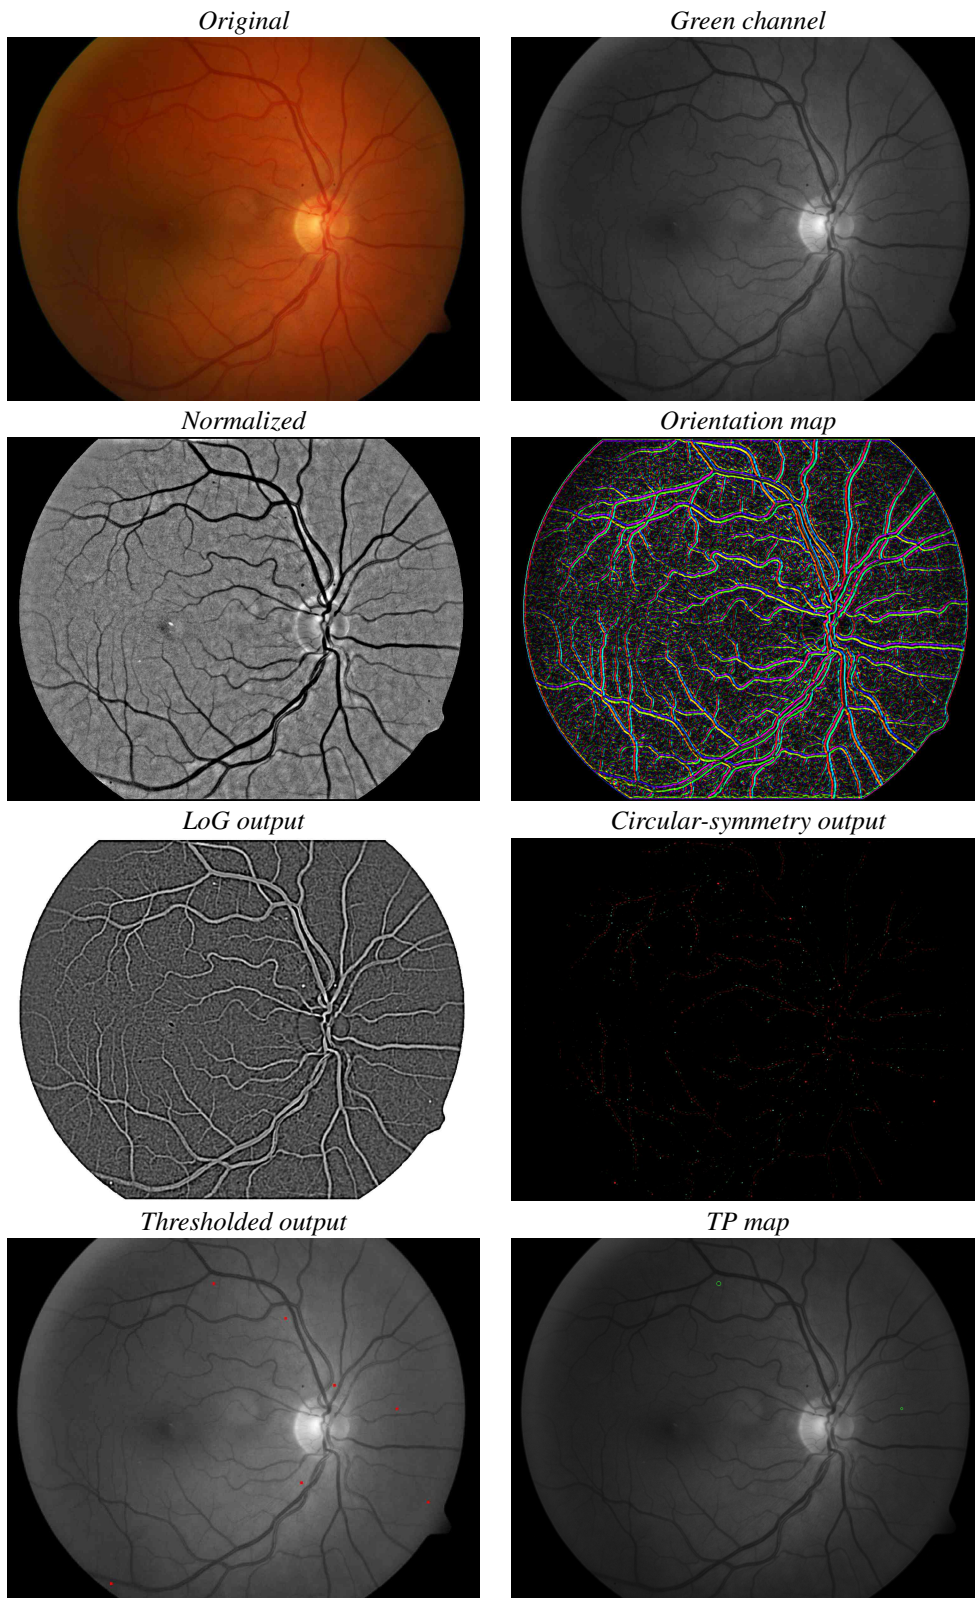 Original
Green channel
Normalized
Orientation map
LoG output
Circular-symmetry output
Thresholded output
TP map